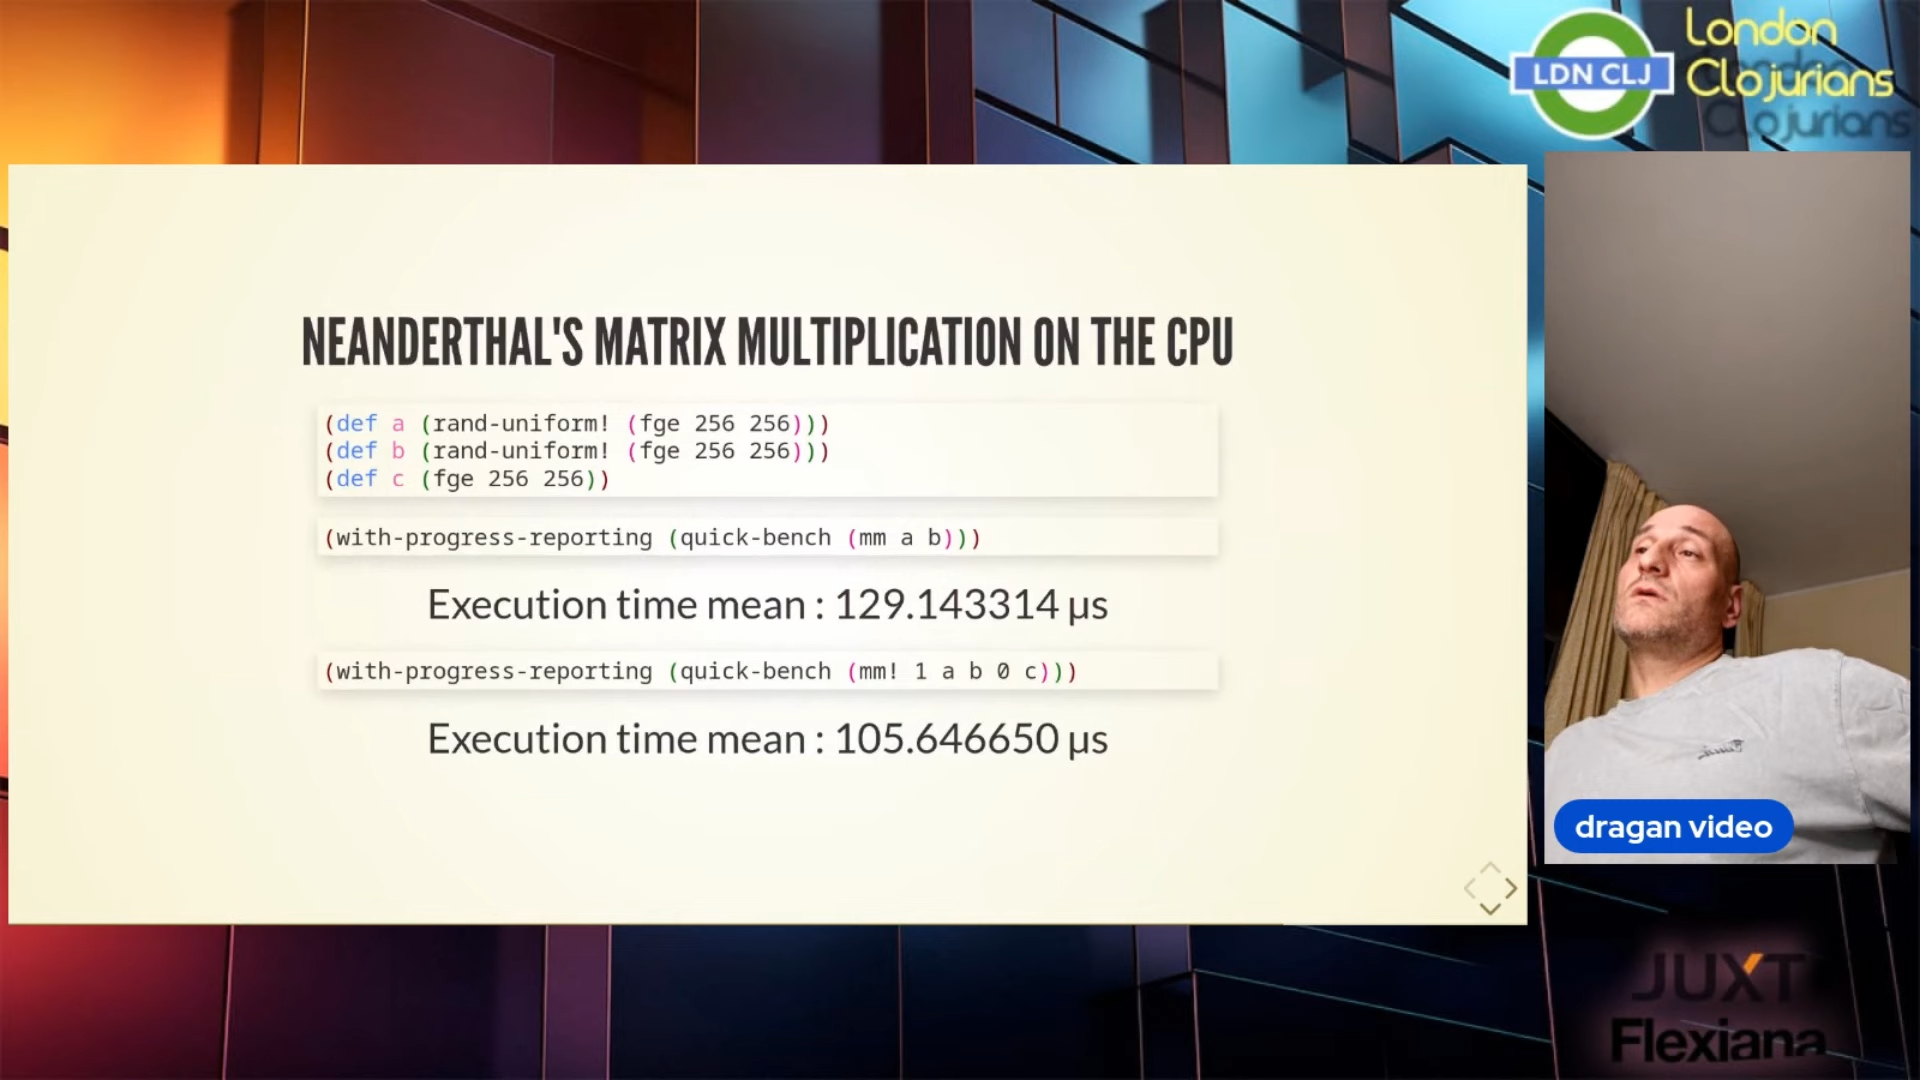 LDN CLJ
London
Clojurians
NEANDERTHAL'S MATRIX MULTIPLICATION ON THE CPU
(def a (rand-uniform! (fge 256 256)))
(def b (rand-uniform! (fge 256 256)))
(def c (fge 256 256))
(with-progress-reporting (quick-bench (mm a b)))
Execution time mean : 129.143314 µs
(with-progress-reporting (quick-bench (mm! 1 a b 0 c)))
Execution time mean : 105.646650 µs
dragan video
JUXT
Flexiana